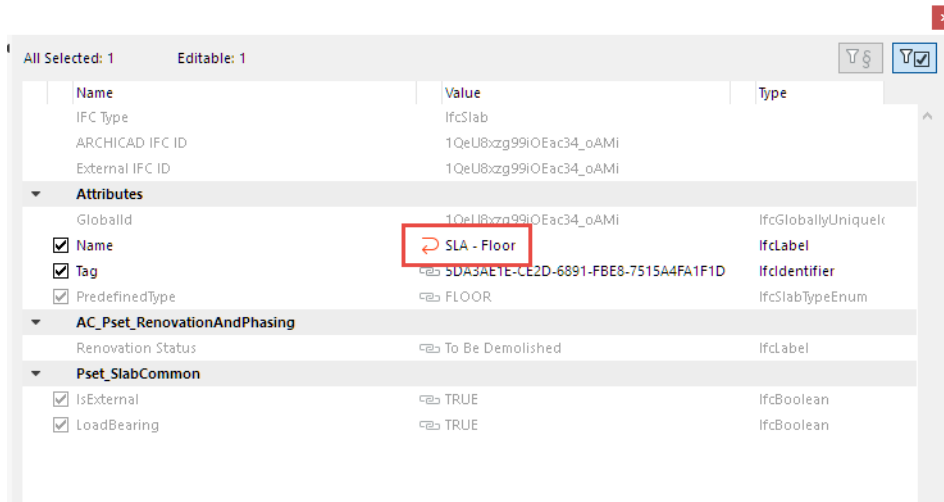 All Selected: 1 Editable: 1
Name Value Type
IFC Type IfcSlab
ARCHICAD IFC ID 1QeU8xzg99iOEac34_oAMi
External IFC ID 1QeU8xzg99iOEac34_oAMi
Attributes
GlobalId 1QeU8xzg99iOEac34_oAMi IfcGloballyUniqueIc
Name SLA - Floor IfcLabel
Tag 5DA3AE1E-CE2D-6891-FBE8-7515A4FA1F1D IfcIdentifier
PredefinedType FLOOR IfcSlabTypeEnum
AC_Pset_RenovationAndPhasing
Renovation Status To Be Demolished IfcLabel
Pset_SlabCommon
IsExternal TRUE IfcBoolean
LoadBearing TRUE IfcBoolean